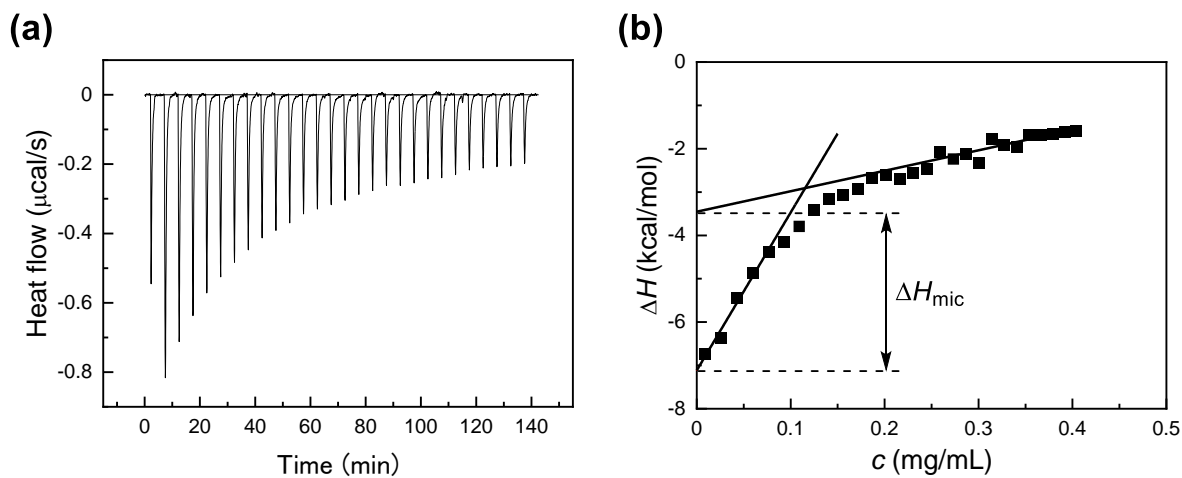 (a)
Heat flow (μcal/s)
0
-0.2
-0.4
-0.6
-0.8
0 20 40 60 80 100 120 140
Time (min)
(b)
ΔH (kcal/mol)
0
-2
-4
-6
-8
ΔHmic
0 0.1 0.2 0.3 0.4 0.5
c (mg/mL)